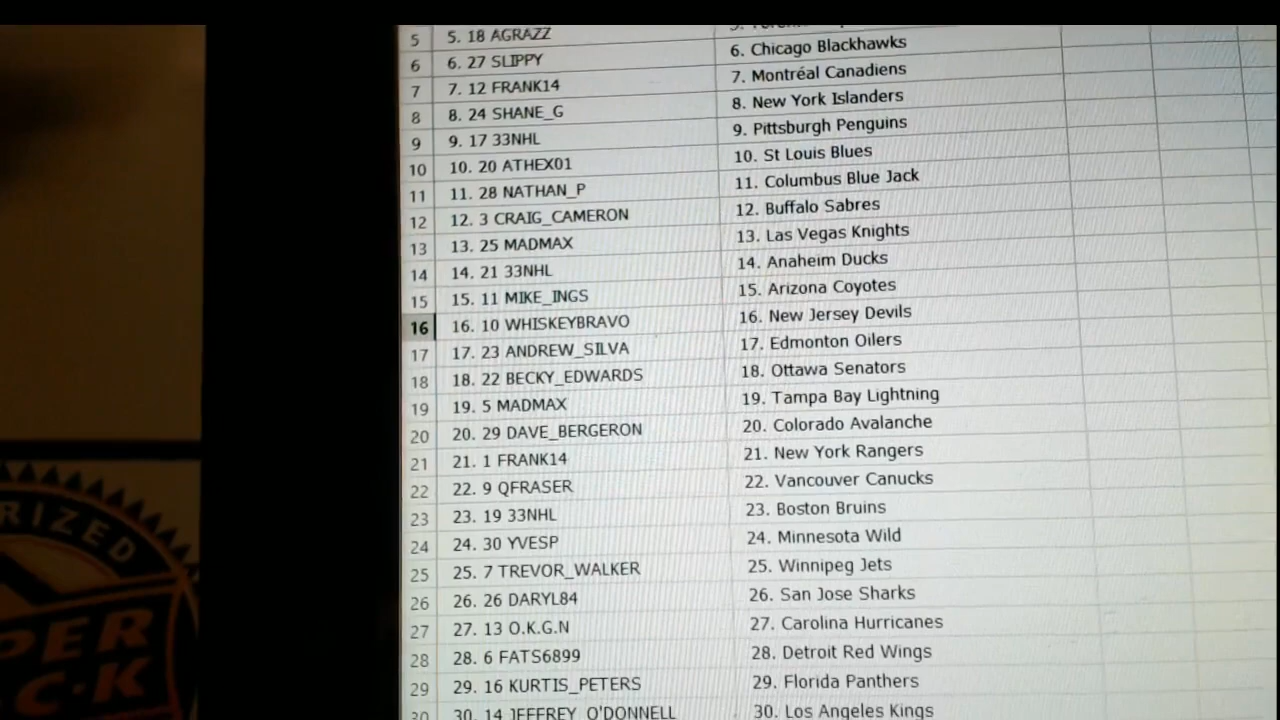 5 5. 18 AGRAZZ 5.
6 6. 27 SLIPPY 6. Chicago Blackhawks
7 7. 12 FRANK14 7. Montréal Canadiens
8 8. 24 SHANE_G 8. New York Islanders
9 9. 17 33NHL 9. Pittsburgh Penguins
10 10. 20 ATHEX01 10. St Louis Blues
11 11. 28 NATHAN_P 11. Columbus Blue Jack
12 12. 3 CRAIG_CAMERON 12. Buffalo Sabres
13 13. 25 MADMAX 13. Las Vegas Knights
14 14. 21 33NHL 14. Anaheim Ducks
15 15. 11 MIKE_INGS 15. Arizona Coyotes
16 16. 10 WHISKEYBRAVO 16. New Jersey Devils
17 17. 23 ANDREW_SILVA 17. Edmonton Oilers
18 18. 22 BECKY_EDWARDS 18. Ottawa Senators
19 19. 5 MADMAX 19. Tampa Bay Lightning
20 20. 29 DAVE_BERGERON 20. Colorado Avalanche
21 21. 1 FRANK14 21. New York Rangers
22 22. 9 QFRASER 22. Vancouver Canucks
23 23. 19 33NHL 23. Boston Bruins
24 24. 30 YVESP 24. Minnesota Wild
25 25. 7 TREVOR_WALKER 25. Winnipeg Jets
26 26. 26 DARYL84 26. San Jose Sharks
27 27. 13 O.K.G.N 27. Carolina Hurricanes
28 28. 6 FATS6899 28. Detroit Red Wings
29 29. 16 KURTIS_PETERS 29. Florida Panthers
30 30. 14 JEFFREY_O'DONNELL 30. Los Angeles Kings
RIZED
PER
CK